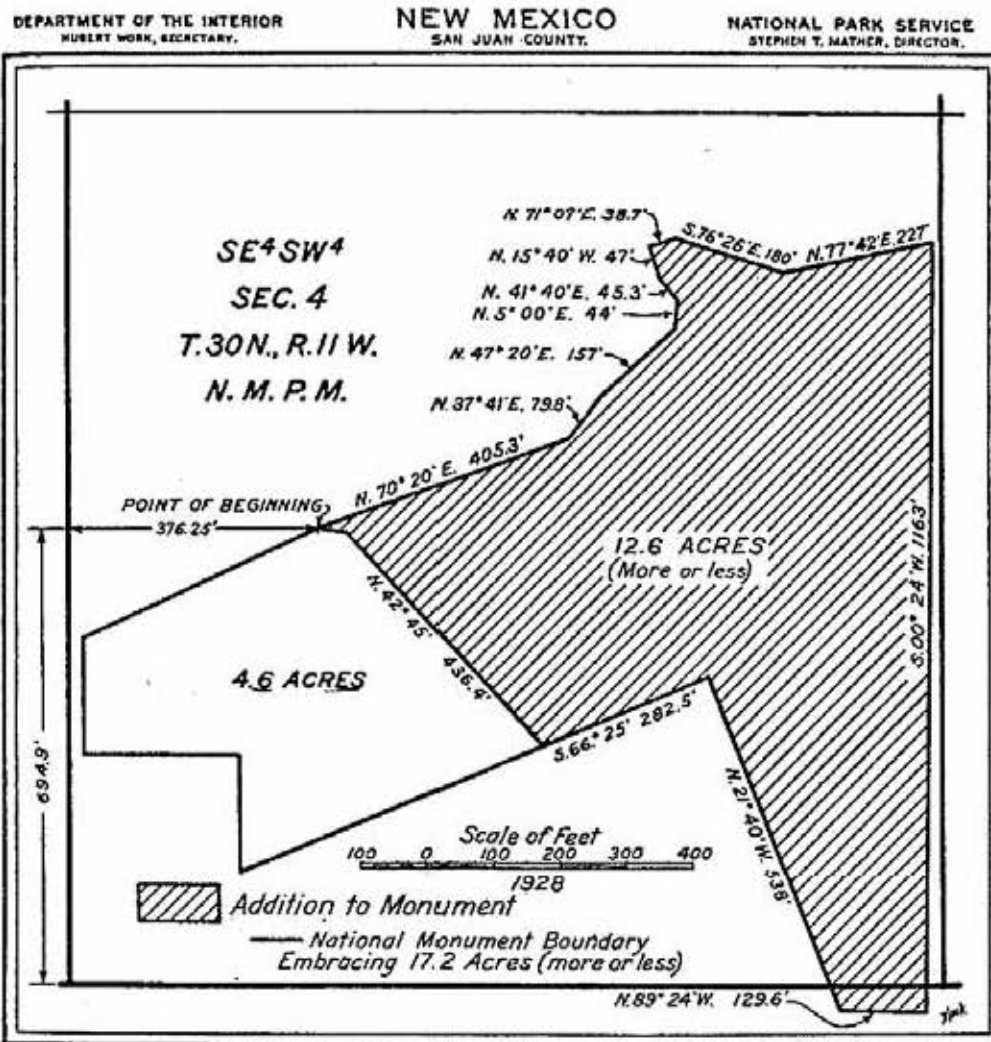 DEPARTMENT OF THE INTERIOR
HUBERT WORK, SECRETARY.
NEW MEXICO
SAN JUAN COUNTY.
NATIONAL PARK SERVICE
STEPHEN T. MATHER, DIRECTOR.
N. 71° 07' E. 38.7'
S. 76° 26' E. 180'
N. 77° 42' E. 227'
N. 15° 40' W. 47'
N. 41° 40' E. 45.3'
N. 5° 00' E. 44'
N. 47° 20' E. 157'
N. 37° 41' E. 79.8'
SE⁴ SW⁴
SEC. 4
T. 30 N., R. 11 W.
N. M. P. M.
N. 70° 20' E. 405.3'
POINT OF BEGINNING
376.25'
12.6 ACRES
(More or less)
S. 00° 24' W. 1163'
N. 42° 45' 436.4'
4.6 ACRES
S. 66° 25' 282.5'
N. 21° 40' W. 538'
694.9'
Scale of Feet
100 0 100 200 300 400
1928
Addition to Monument
National Monument Boundary
Embracing 17.2 Acres (more or less)
N. 89° 24' W. 129.6'